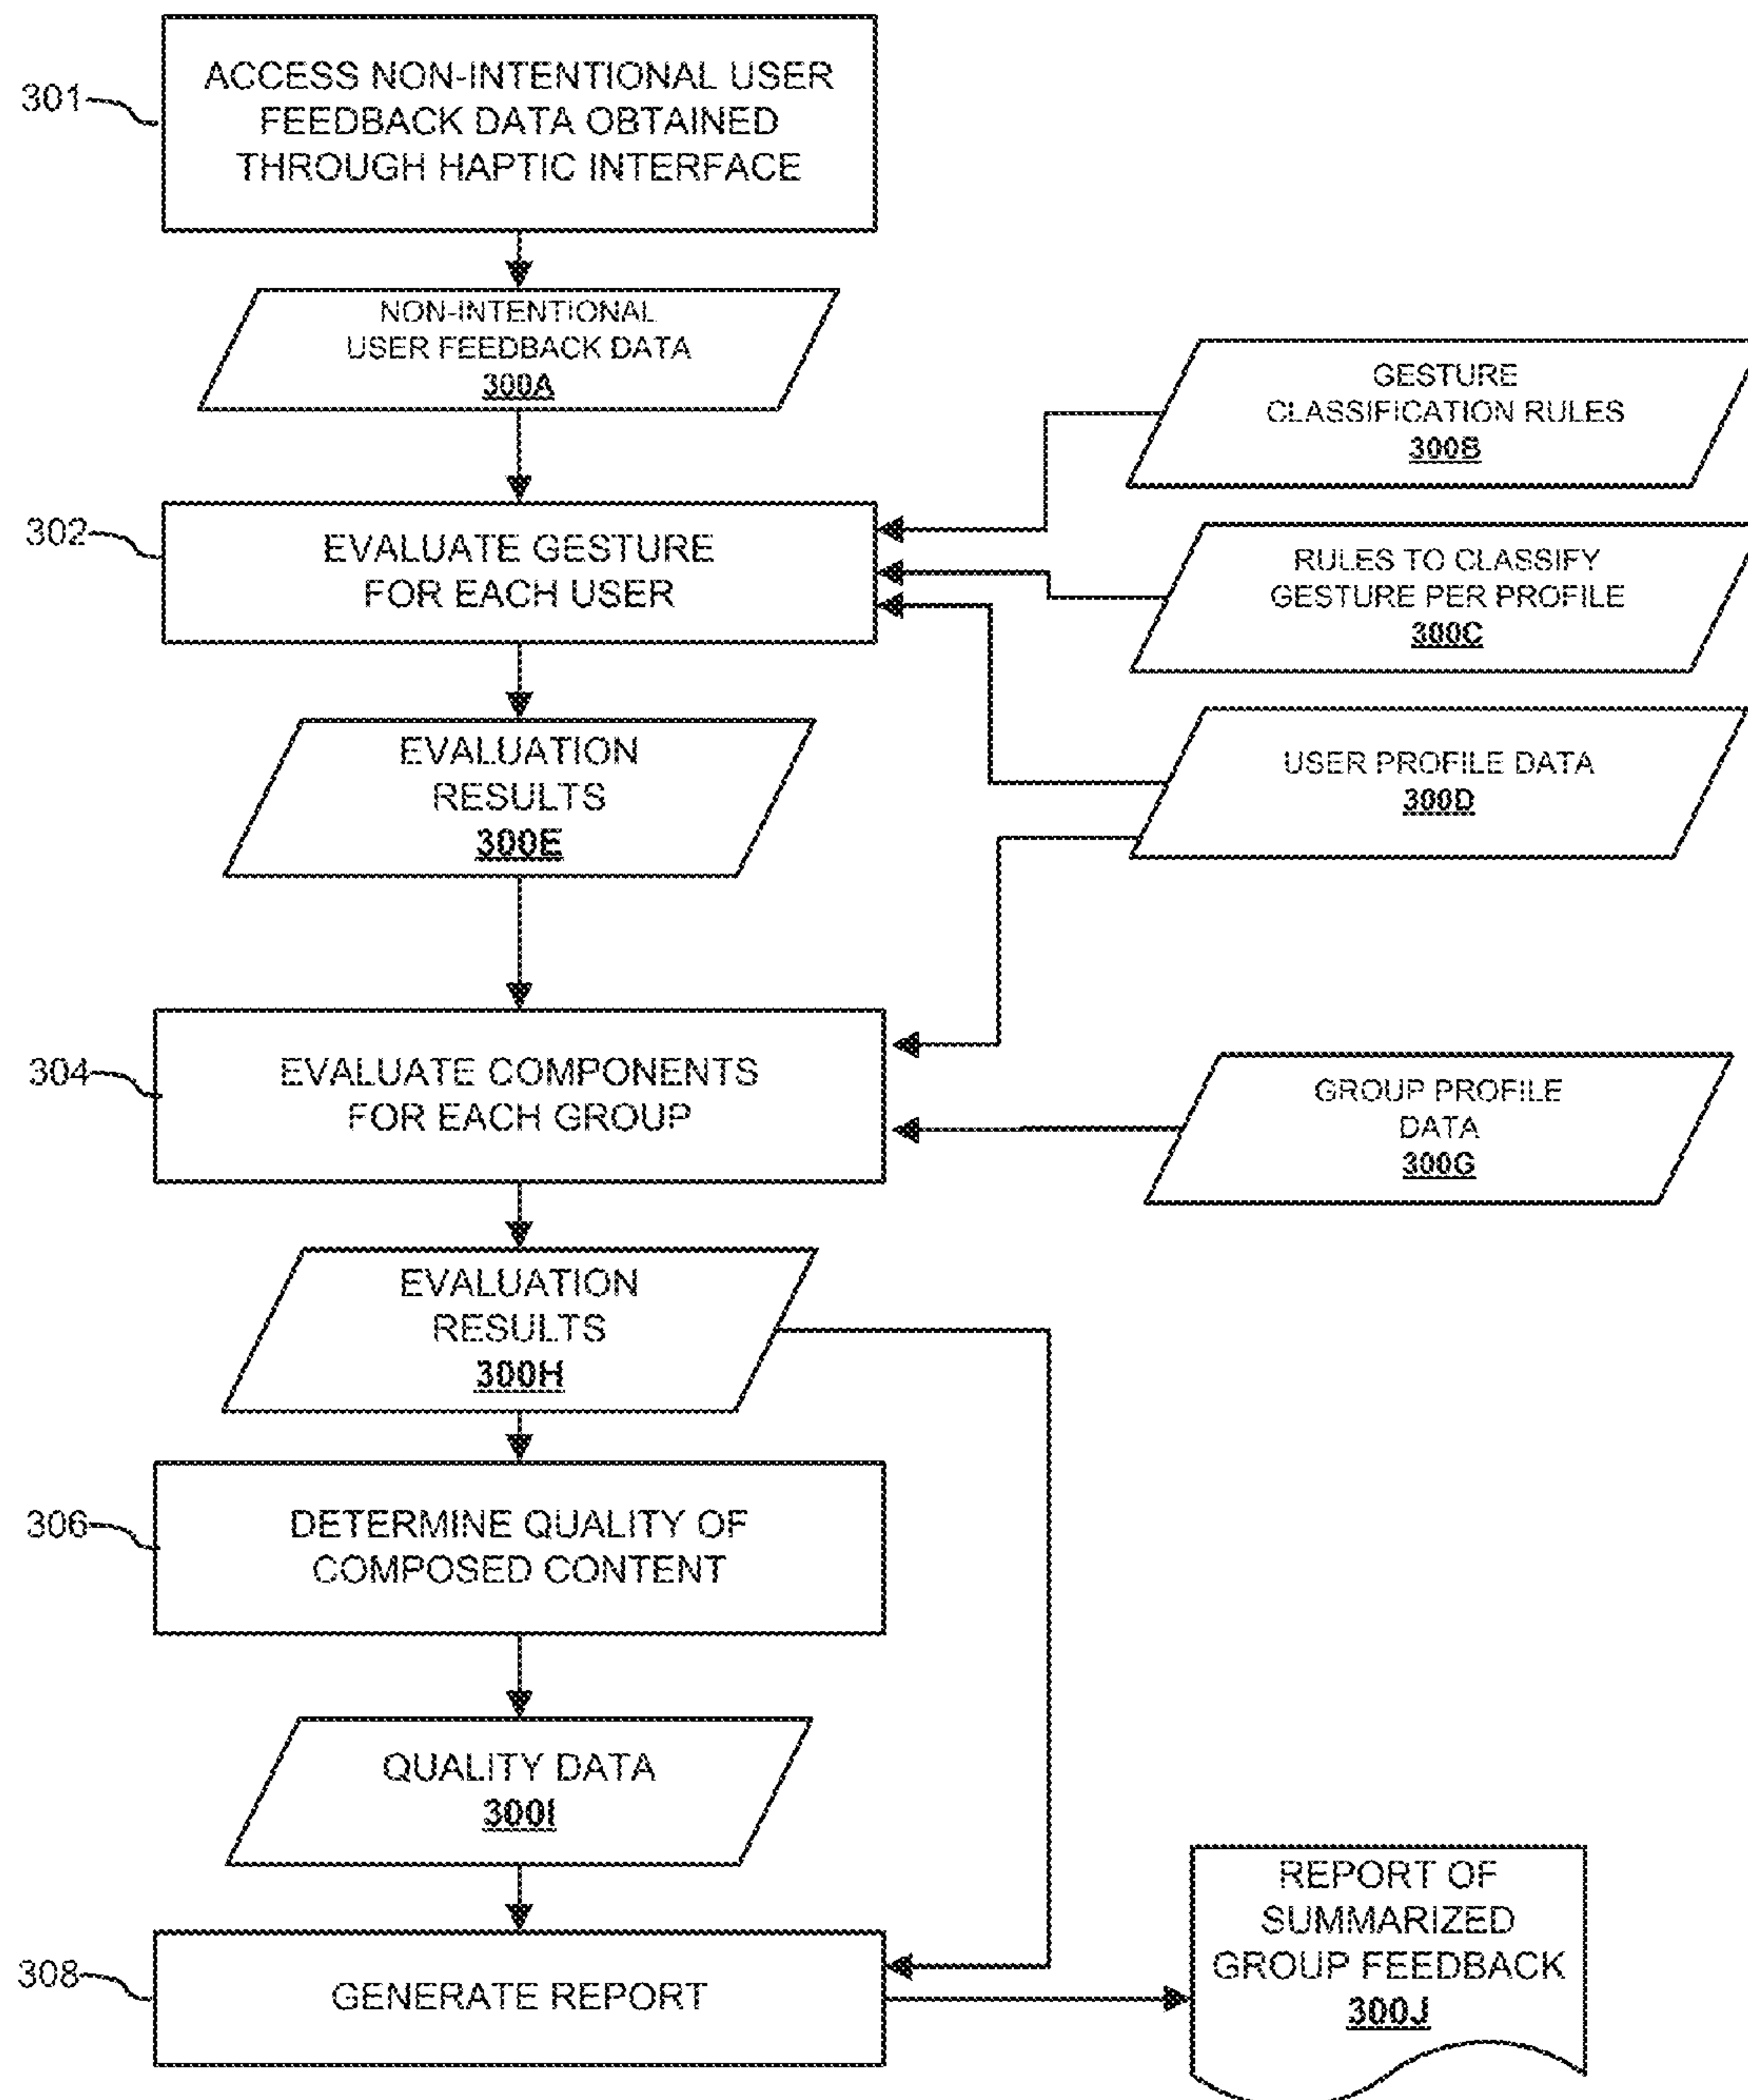 301
ACCESS NON-INTENTIONAL USER
FEEDBACK DATA OBTAINED
THROUGH HAPTIC INTERFACE
NON-INTENTIONAL
USER FEEDBACK DATA
300A
GESTURE
CLASSIFICATION RULES
300B
302
EVALUATE GESTURE
FOR EACH USER
RULES TO CLASSIFY
GESTURE PER PROFILE
300C
EVALUATION
RESULTS
300E
USER PROFILE DATA
300D
304
EVALUATE COMPONENTS
FOR EACH GROUP
GROUP PROFILE
DATA
300G
EVALUATION
RESULTS
300H
306
DETERMINE QUALITY OF
COMPOSED CONTENT
QUALITY DATA
300I
308
GENERATE REPORT
REPORT OF
SUMMARIZED
GROUP FEEDBACK
300J